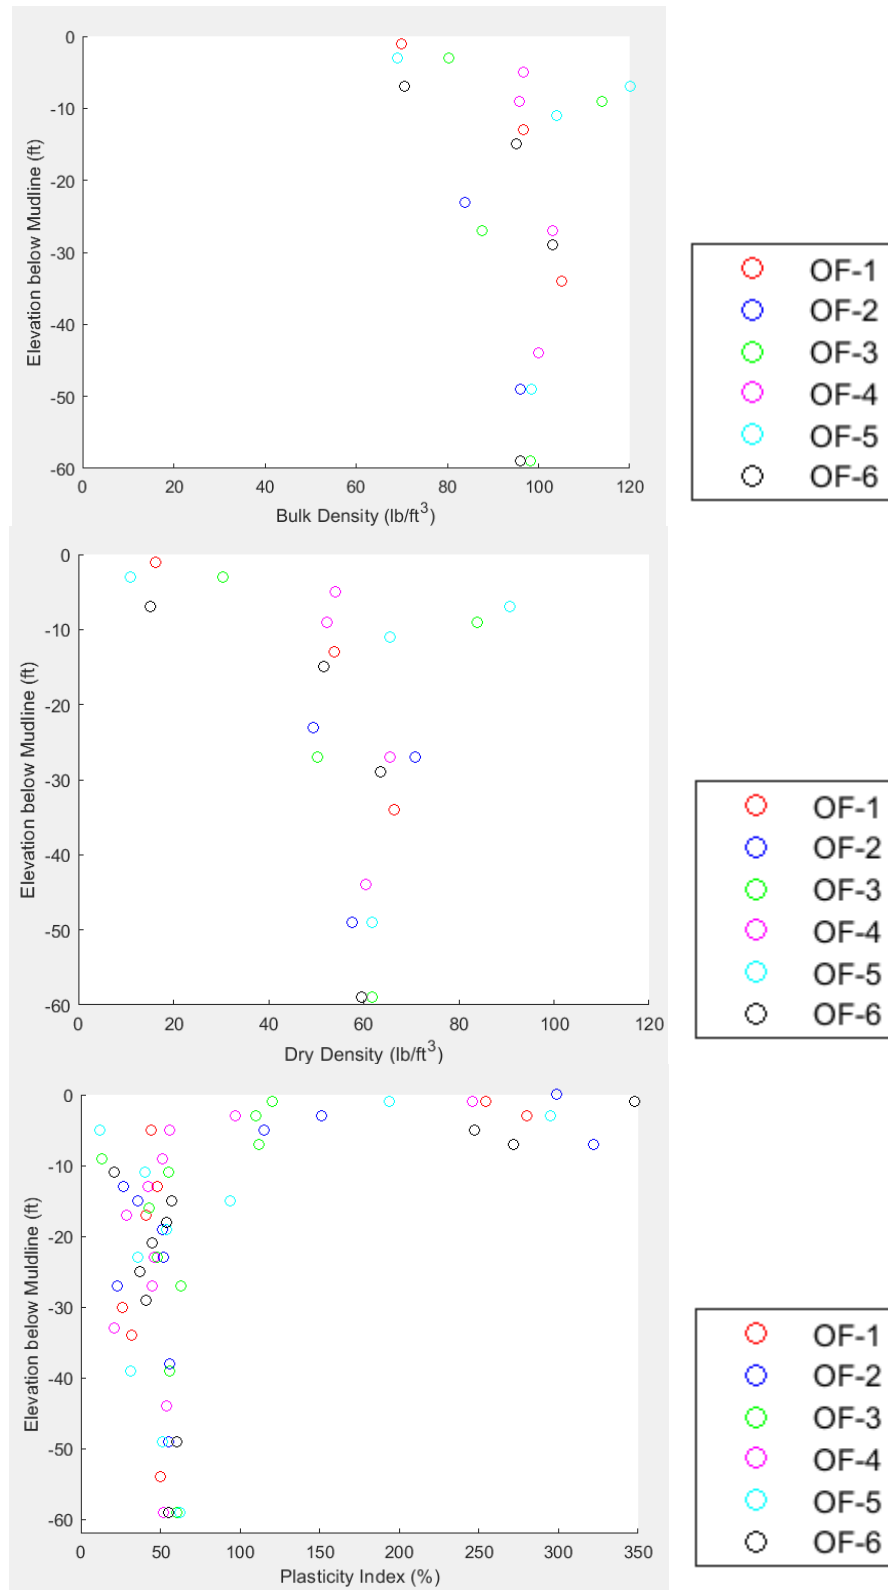 0
-10
-20
-30
-40
-50
-60
Elevation below Mudline (ft)
0 20 40 60 80 100 120
Bulk Density (lb/ft³)
OF-1
OF-2
OF-3
OF-4
OF-5
OF-6
0
-10
-20
-30
-40
-50
-60
Elevation below Mudline (ft)
0 20 40 60 80 100 120
Dry Density (lb/ft³)
OF-1
OF-2
OF-3
OF-4
OF-5
OF-6
0
-10
-20
-30
-40
-50
-60
Elevation below Muldline (ft)
0 50 100 150 200 250 300 350
Plasticity Index (%)
OF-1
OF-2
OF-3
OF-4
OF-5
OF-6